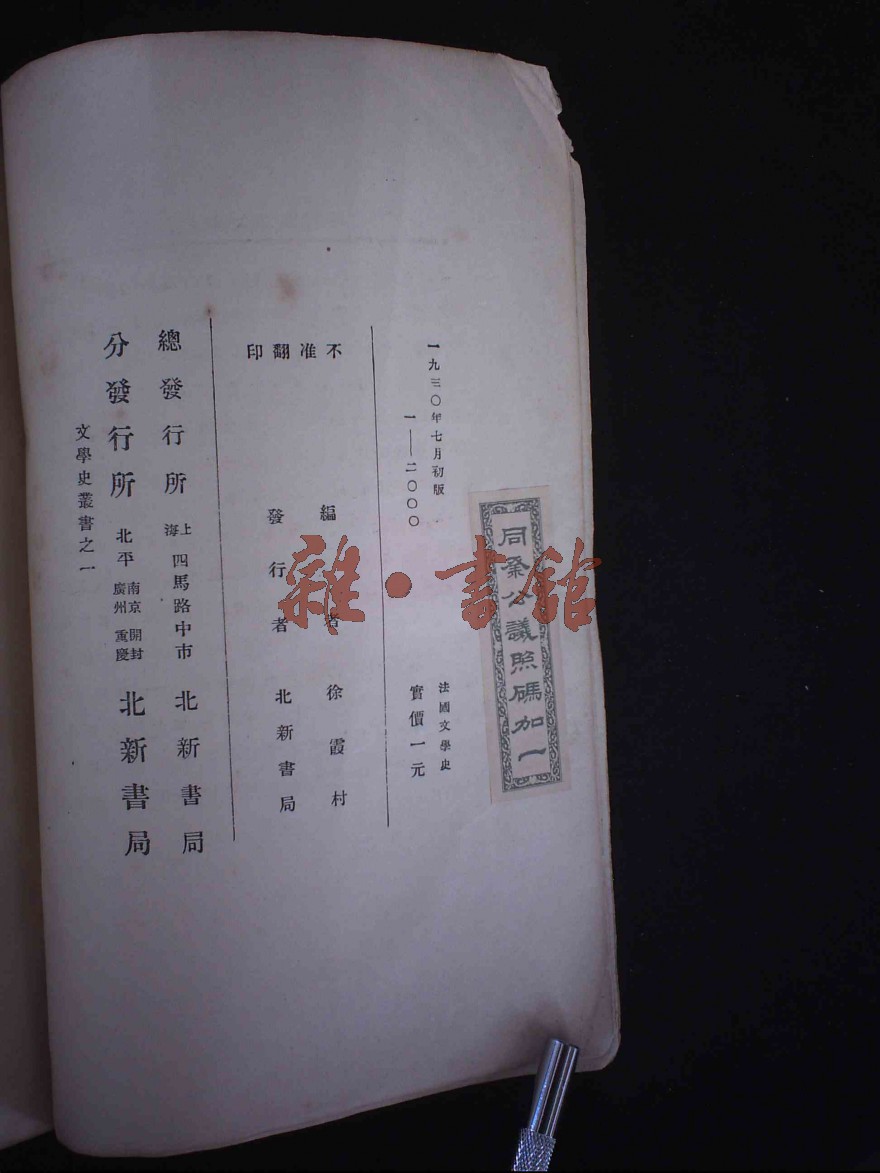 同業公議照碼加一
一九三〇年七月初版
一——二〇〇〇
法國文學史
實價一元
不准翻印
編者 徐霞村
發行者 北新書局
總發行所 上海四馬路中市 北新書局
分發行所 北平 南京 廣州 開封 重慶 北新書局
文學史叢書之一
雜·書館